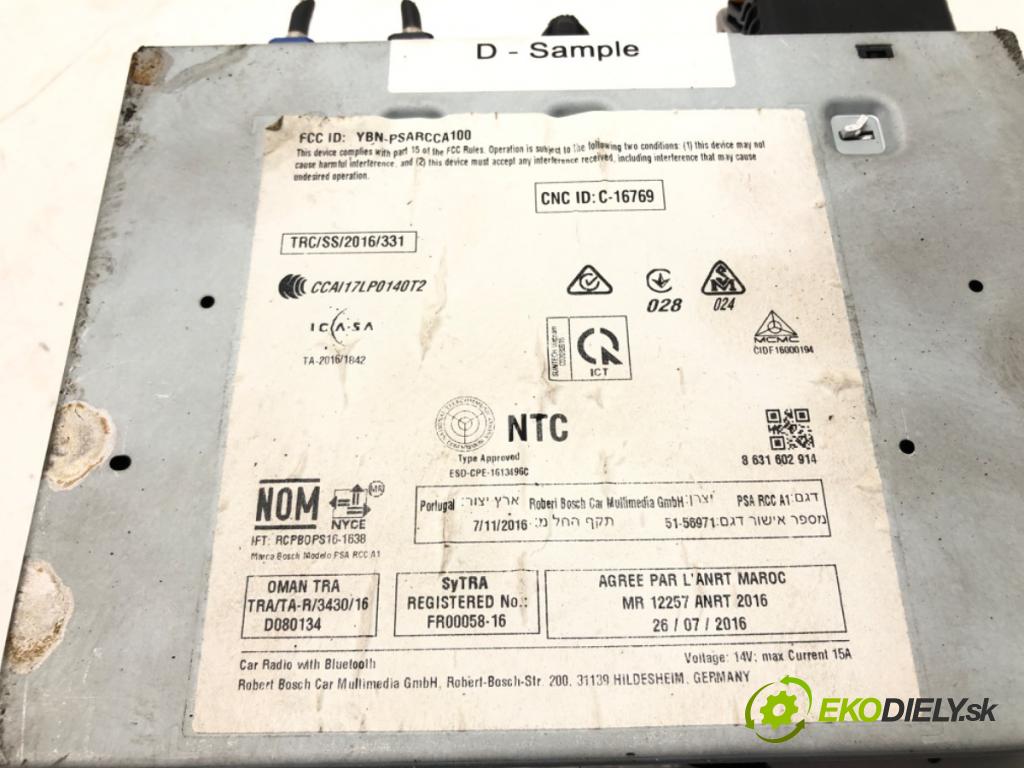 D - Sample
FCC ID: YBN-PSARCCA100
This device complies with part 15 of the FCC Rules. Operation is subject to the following two conditions: (1) this device may not
cause harmful interference, and (2) this device must accept any interference received, including interference that may cause
undesired operation.
CNC ID: C-16769
TRC/SS/2016/331
CCAI17LP0140T2
028
024
ICASA
TA-2016/1842
ICT
MCMC
CIDF16000194
NTC
Type Approved
ESD-CPE-1613496C
8 631 602 914
NOM
NYCE
MR
IFT: RCPBOPS16-1638
Marca Bosch Modelo PSA RCC A1
דגם: PSA RCC A1 יצרן: Robert Bosch Car Multimedia GmbH ארץ יצור: Portugal
מספר אישור דגם: 51-56971 תקף החל מ: 7/11/2016
OMAN TRA
TRA/TA-R/3430/16
D080134
SyTRA
REGISTERED No.:
FR00058-16
AGREE PAR L'ANRT MAROC
MR 12257 ANRT 2016
26 / 07 / 2016
Car Radio with Bluetooth
Voltage: 14V; max Current 15A
Robert Bosch Car Multimedia GmbH, Robert-Bosch-Str. 200, 31139 HILDESHEIM, GERMANY
EKODIELY.sk